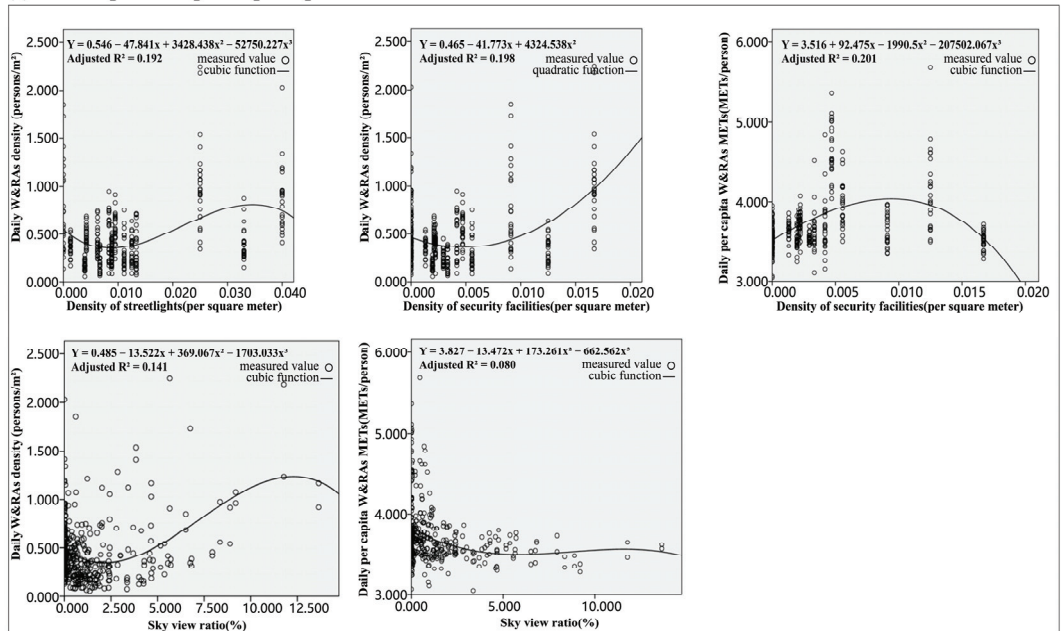 Y = 0.546 − 47.841x + 3428.438x² − 52750.227x³
Adjusted R² = 0.192
measured value
cubic function
2.500
2.000
1.500
1.000
0.500
0.000
Daily W&RAs density (persons/m²)
0.000 0.010 0.020 0.030 0.040
Density of streetlights(per square meter)
Y = 0.465 − 41.773x + 4324.538x²
Adjusted R² = 0.198
measured value
quadratic function
2.500
2.000
1.500
1.000
0.500
0.000
Daily W&RAs density (persons/m²)
0.000 0.005 0.010 0.015 0.020
Density of security facilities(per square meter)
Y = 3.516 + 92.475x − 1990.5x² − 207502.067x³
Adjusted R² = 0.201
measured value
cubic function
6.000
5.000
4.000
3.000
Daily per capita W&RAs METs(METs/person)
0.000 0.005 0.010 0.015 0.020
Density of security facilities(per square meter)
Y = 0.485 − 13.522x + 369.067x² − 1703.033x³
Adjusted R² = 0.141
measured value
cubic function
2.500
2.000
1.500
1.000
0.500
0.000
Daily W&RAs density (persons/m²)
0.000 2.500 5.000 7.500 10.000 12.500
Sky view ratio(%)
Y = 3.827 − 13.472x + 173.261x² − 662.562x³
Adjusted R² = 0.080
measured value
cubic function
6.000
5.000
4.000
3.000
Daily per capita W&RAs METs(METs/person)
0.000 5.000 10.000
Sky view ratio(%)